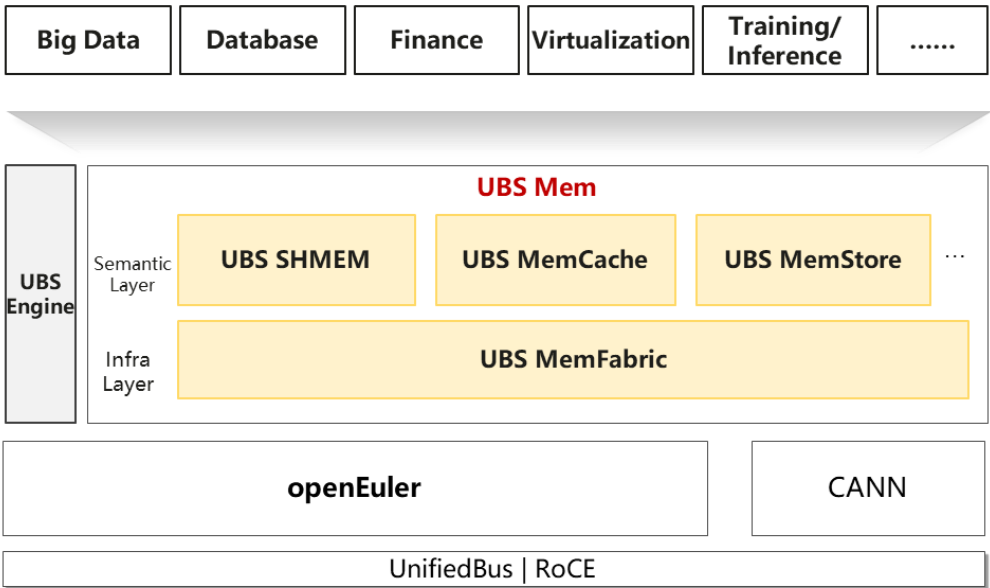 Big Data
Database
Finance
Virtualization
Training/
Inference
......
UBS Mem
UBS
Engine
Semantic
Layer
UBS SHMEM
UBS MemCache
UBS MemStore
...
Infra
Layer
UBS MemFabric
openEuler
CANN
UnifiedBus | RoCE